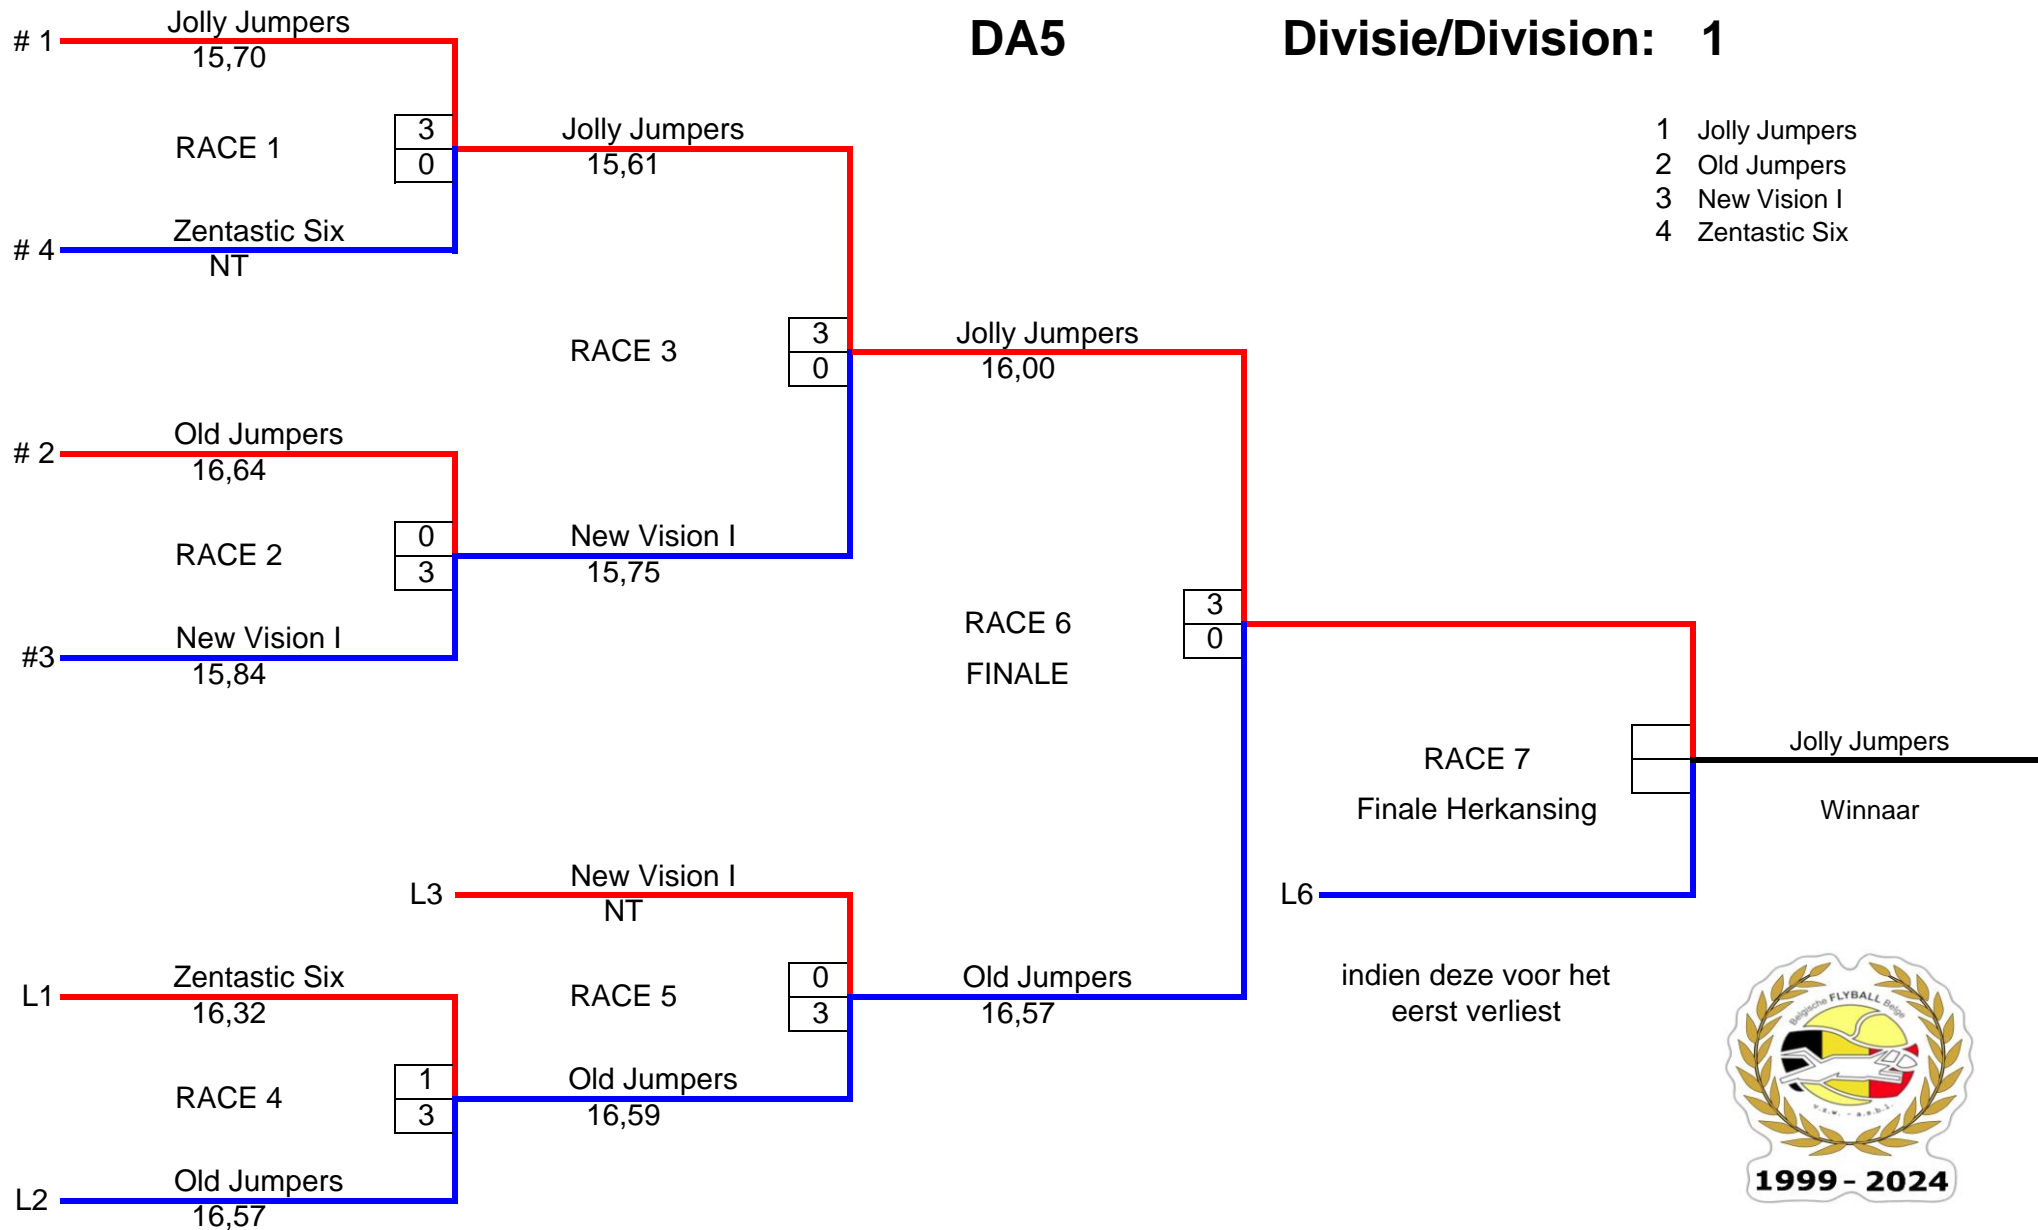 DA5 Divisie/Division: 1
1 Jolly Jumpers
2 Old Jumpers
3 New Vision I
4 Zentastic Six
# 1 Jolly Jumpers
15,70
RACE 1 3
0
# 4 Zentastic Six
NT
# 2 Old Jumpers
16,64
RACE 2 0
3
#3 New Vision I
15,84
Jolly Jumpers
15,61
RACE 3 3
0
New Vision I
15,75
L1 Zentastic Six
16,32
RACE 4 1
3
L2 Old Jumpers
16,57
L3 New Vision I
NT
RACE 5 0
3
Old Jumpers
16,59
Jolly Jumpers
16,00
RACE 6 3
0
FINALE
Old Jumpers
16,57
RACE 7
Finale Herkansing
L6
indien deze voor het
eerst verliest
Jolly Jumpers
Winnaar
Belgische FLYBALL Belge
v.z.w. - a.s.b.l.
1999 - 2024